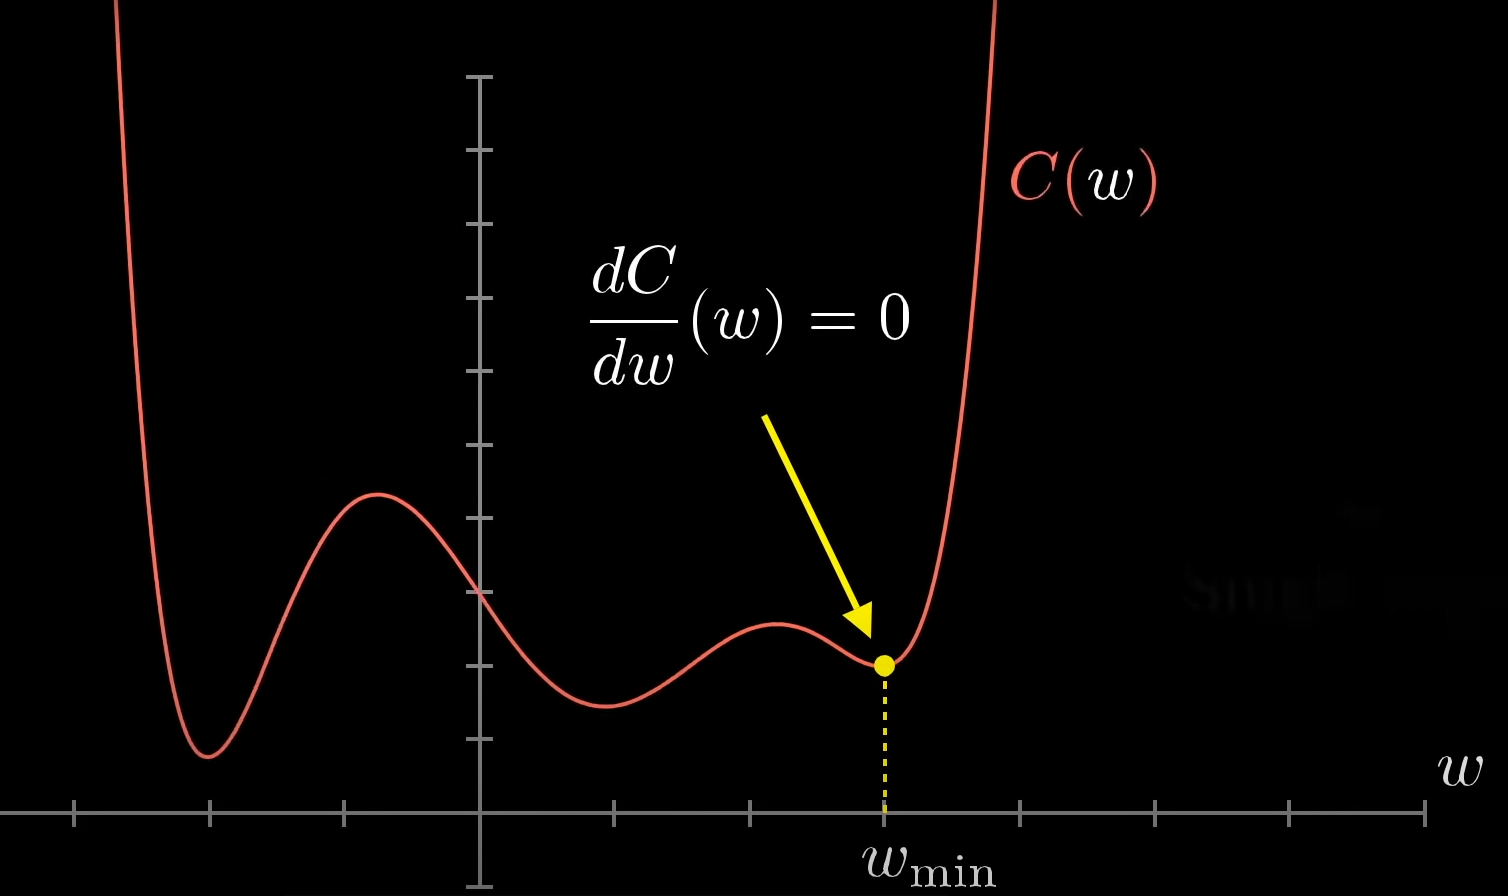 C(w)
dC/dw (w) = 0
w
w_min